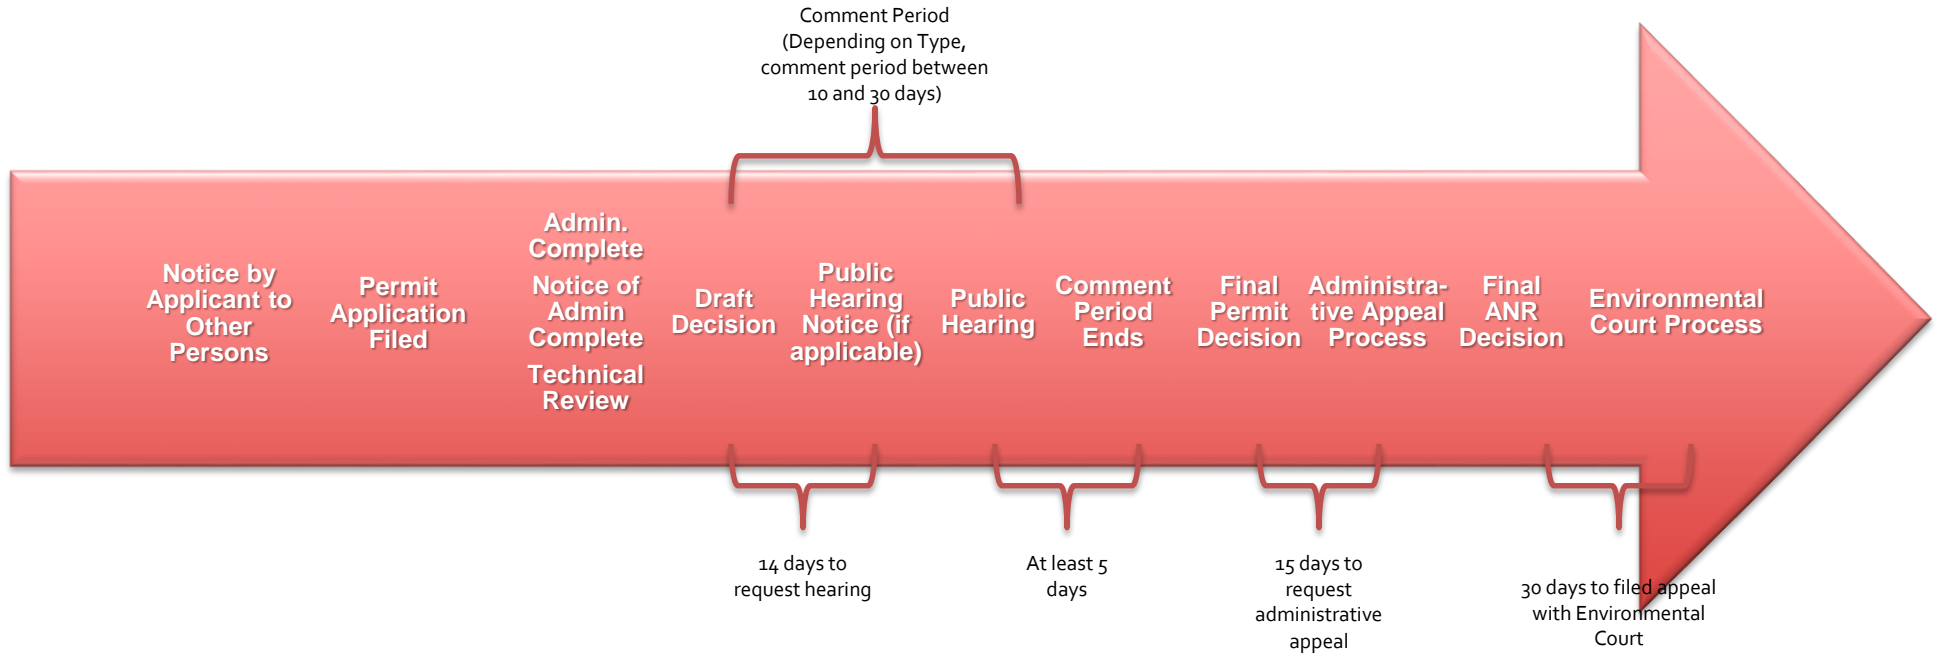 Comment Period
(Depending on Type,
comment period between
10 and 30 days)
Notice by
Applicant to
Other
Persons
Permit
Application
Filed
Admin.
Complete
Notice of
Admin
Complete
Technical
Review
Draft
Decision
Public
Hearing
Notice (if
applicable)
Public
Hearing
Comment
Period
Ends
Final
Permit
Decision
Administra-
tive Appeal
Process
Final
ANR
Decision
Environmental
Court Process
14 days to
request hearing
At least 5
days
15 days to
request
administrative
appeal
30 days to filed appeal
with Environmental
Court